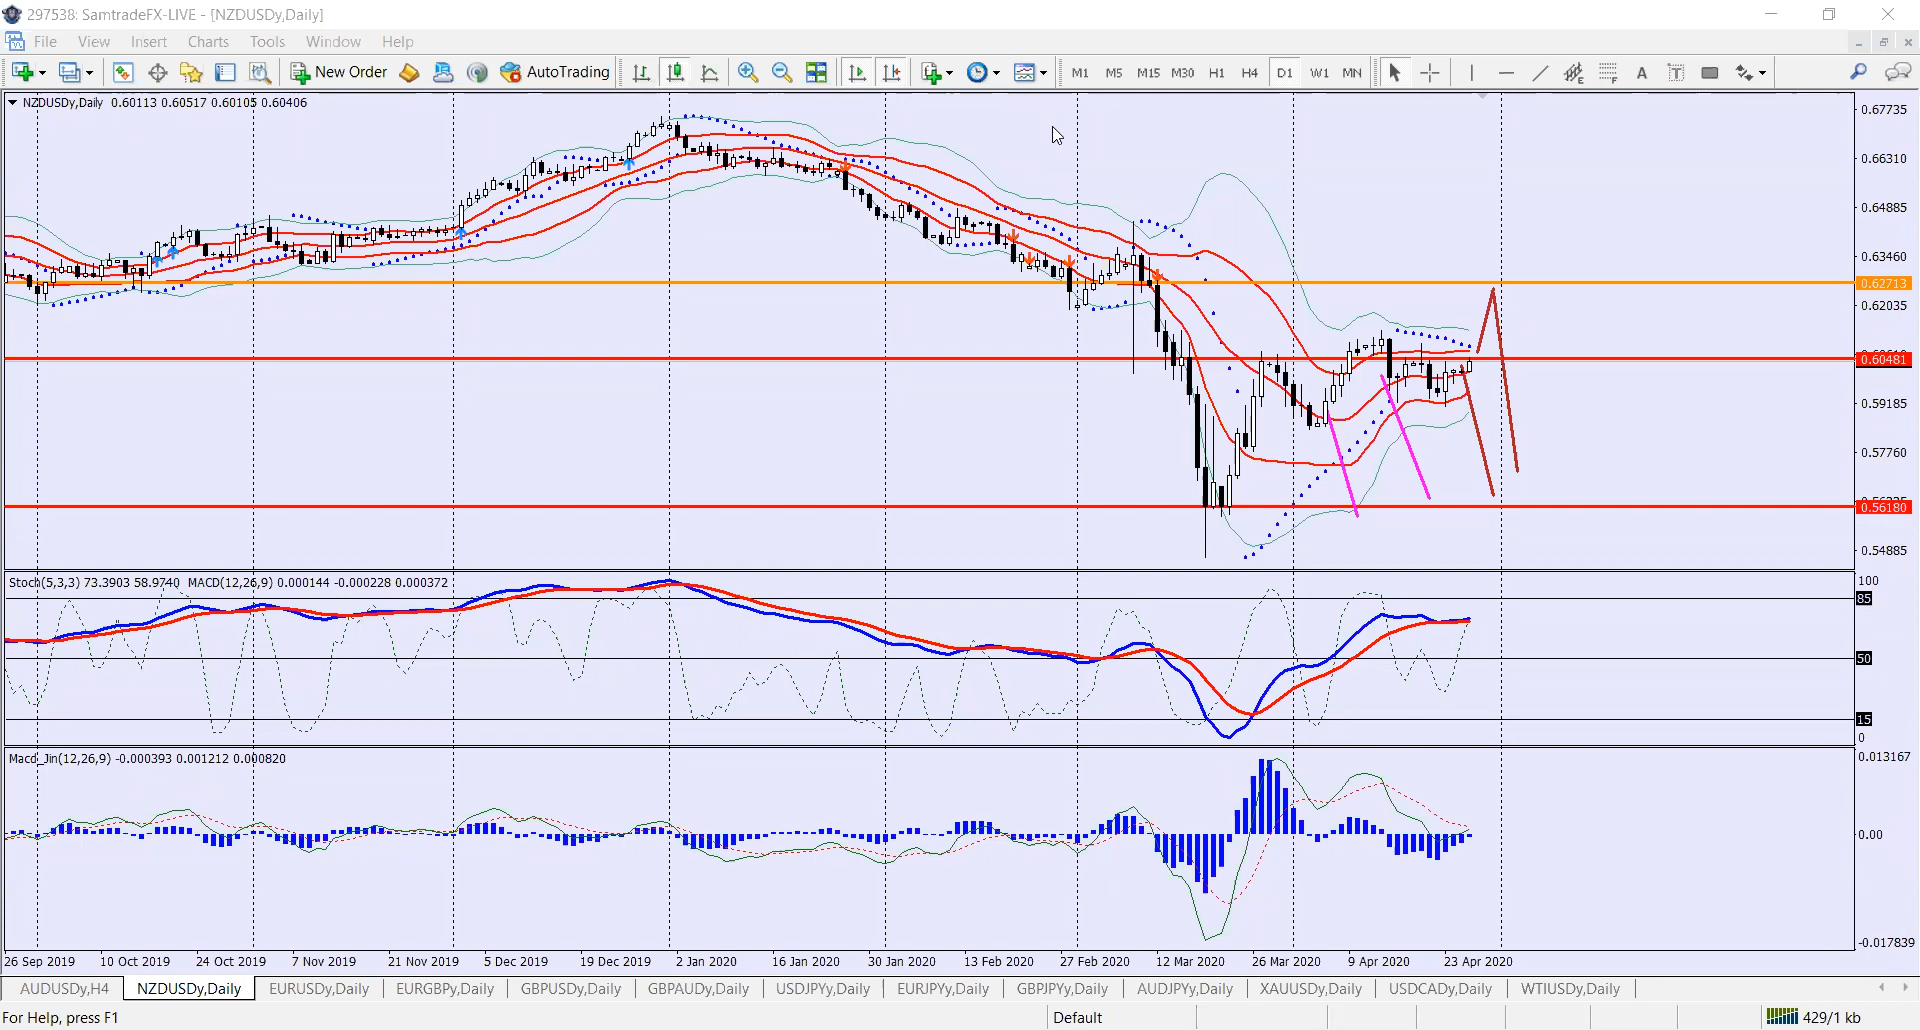 297538: SamtradeFX-LIVE - [NZDUSDy,Daily]
File View Insert Charts Tools Window Help
New Order AutoTrading M1 M5 M15 M30 H1 H4 D1 W1 MN A T
NZDUSDy,Daily 0.60113 0.60517 0.60105 0.60406
0.67735
0.66310
0.64885
0.63460
0.62713
0.62035
0.60481
0.59185
0.57760
0.56180
0.54885
Stoch(5,3,3) 73.3903 58.9740 MACD(12,26,9) 0.000144 -0.000228 0.000372
100
85
50
15
0
Macd_Jin(12,26,9) -0.000393 0.001212 0.000820
0.013167
0.00
-0.017839
26 Sep 2019 10 Oct 2019 24 Oct 2019 7 Nov 2019 21 Nov 2019 5 Dec 2019 19 Dec 2019 2 Jan 2020 16 Jan 2020 30 Jan 2020 13 Feb 2020 27 Feb 2020 12 Mar 2020 26 Mar 2020 9 Apr 2020 23 Apr 2020
AUDUSDy,H4 NZDUSDy,Daily EURUSDy,Daily EURGBPy,Daily GBPUSDy,Daily GBPAUDy,Daily USDJPYy,Daily EURJPYy,Daily GBPJPYy,Daily AUDJPYy,Daily XAUUSDy,Daily USDCADy,Daily WTIUSDy,Daily
For Help, press F1 Default 429/1 kb